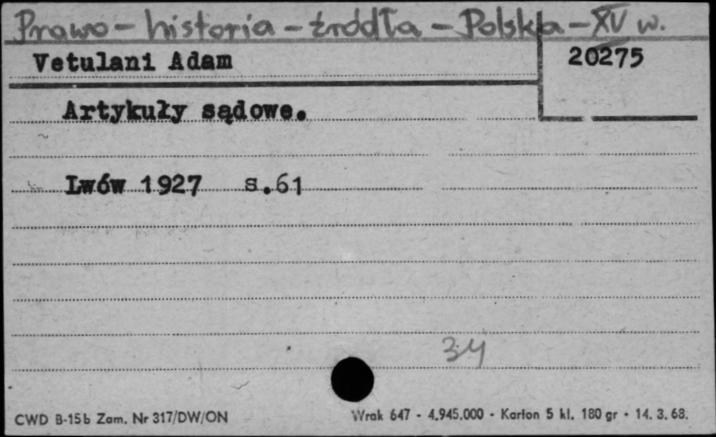 Prawo - historia - źródła - Polska - XV w.
Vetulani Adam
20275
Artykuły sądowe.
Lwów 1927 s.61
34
CWD B-15b Zam. Nr 317/DW/ON
Wrak 647 - 4.945.000 - Karton 5 kl. 180 gr - 14. 3. 68.